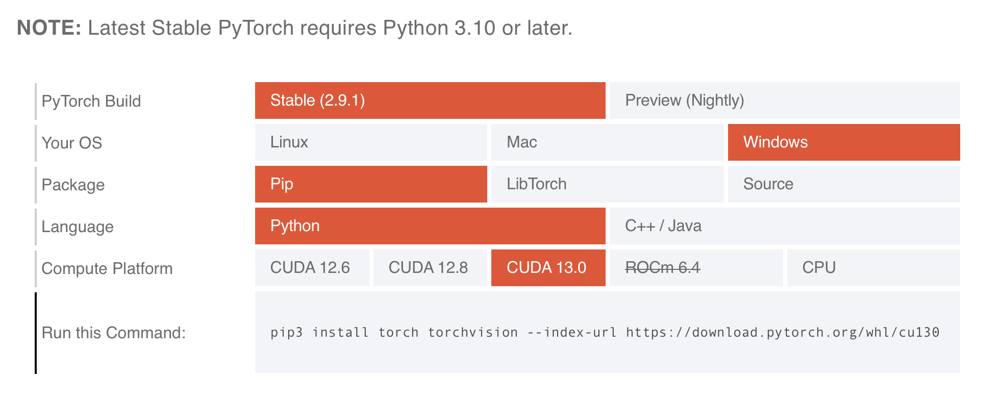 NOTE: Latest Stable PyTorch requires Python 3.10 or later.
PyTorch Build Stable (2.9.1) Preview (Nightly)
Your OS Linux Mac Windows
Package Pip LibTorch Source
Language Python C++ / Java
Compute Platform CUDA 12.6 CUDA 12.8 CUDA 13.0 ROCm 6.4 CPU
Run this Command: pip3 install torch torchvision --index-url https://download.pytorch.org/whl/cu130